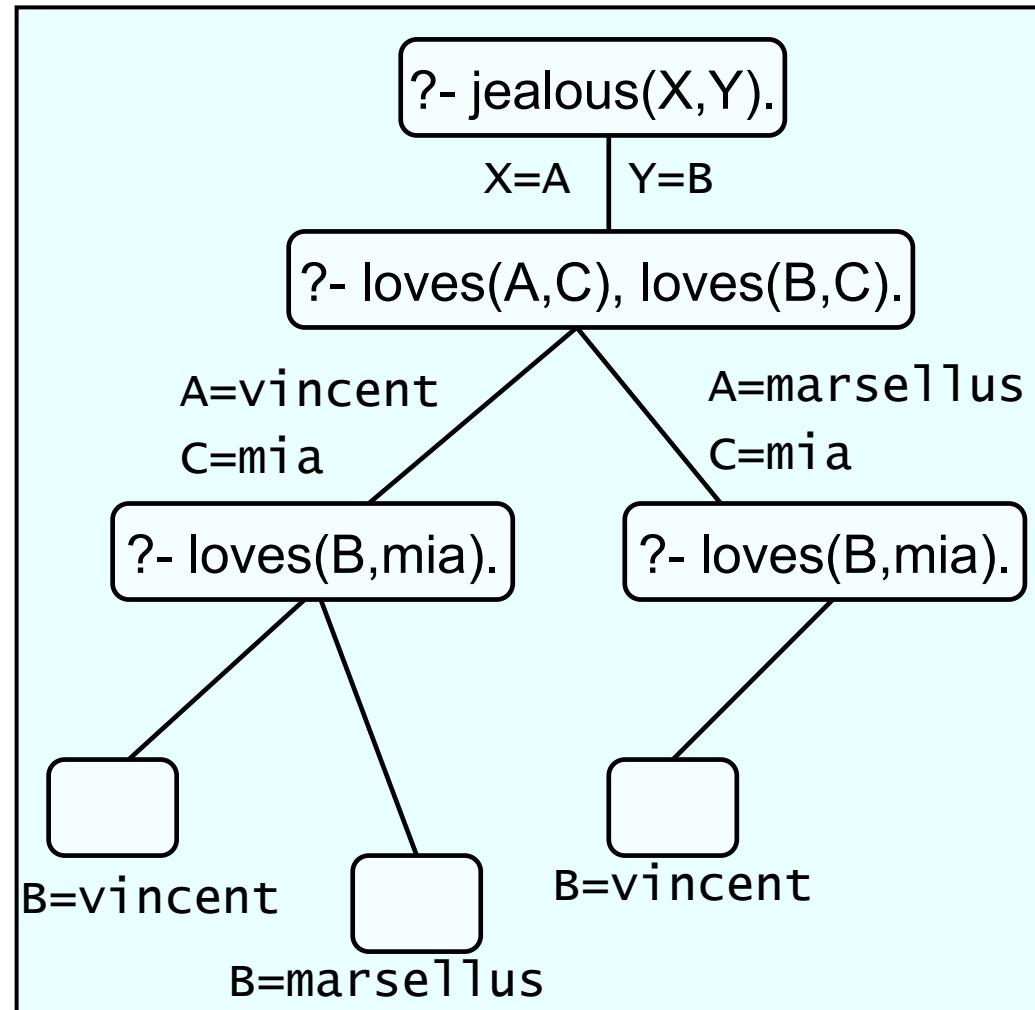 ?- jealous(X,Y).
X=A Y=B
?- loves(A,C), loves(B,C).
A=vincent
C=mia
A=marsellus
C=mia
?- loves(B,mia).
?- loves(B,mia).
B=vincent
B=marsellus
B=vincent